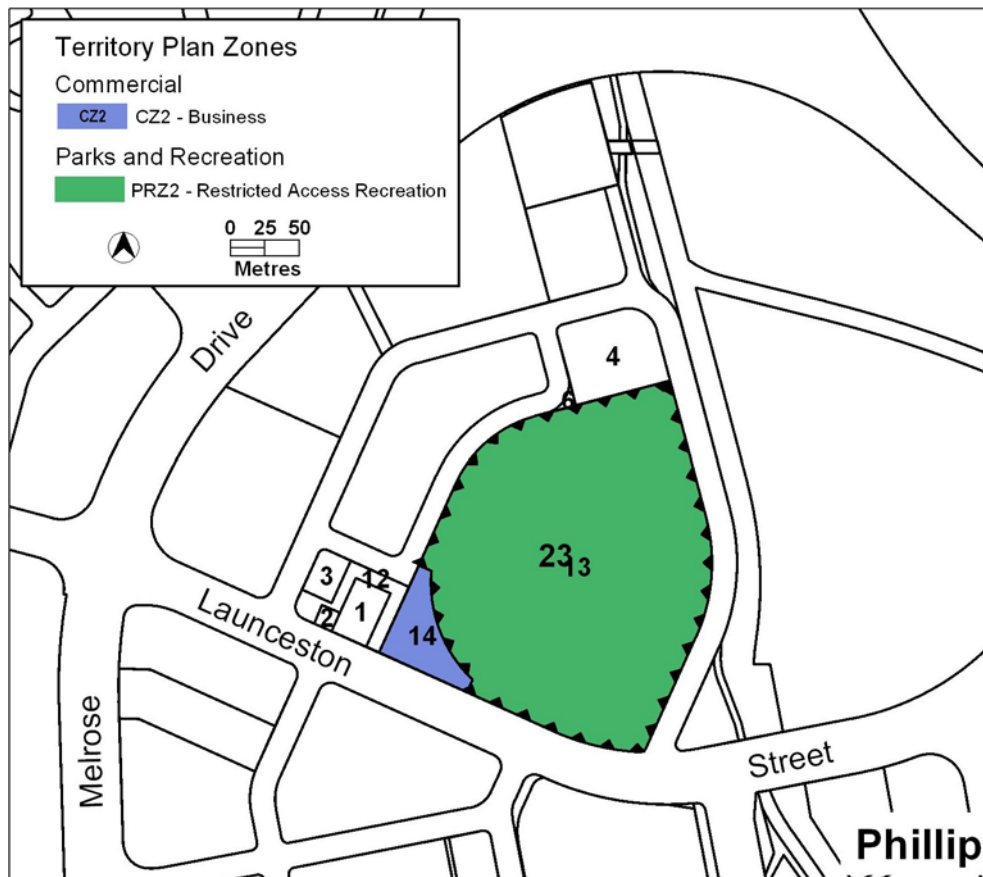 Territory Plan Zones
Commercial
CZ2 CZ2 - Business
Parks and Recreation
PRZ2 - Restricted Access Recreation
0 25 50
Metres
Drive
4
6
23
13
3
12
2
1
14
Launceston
Melrose
Street
Phillip